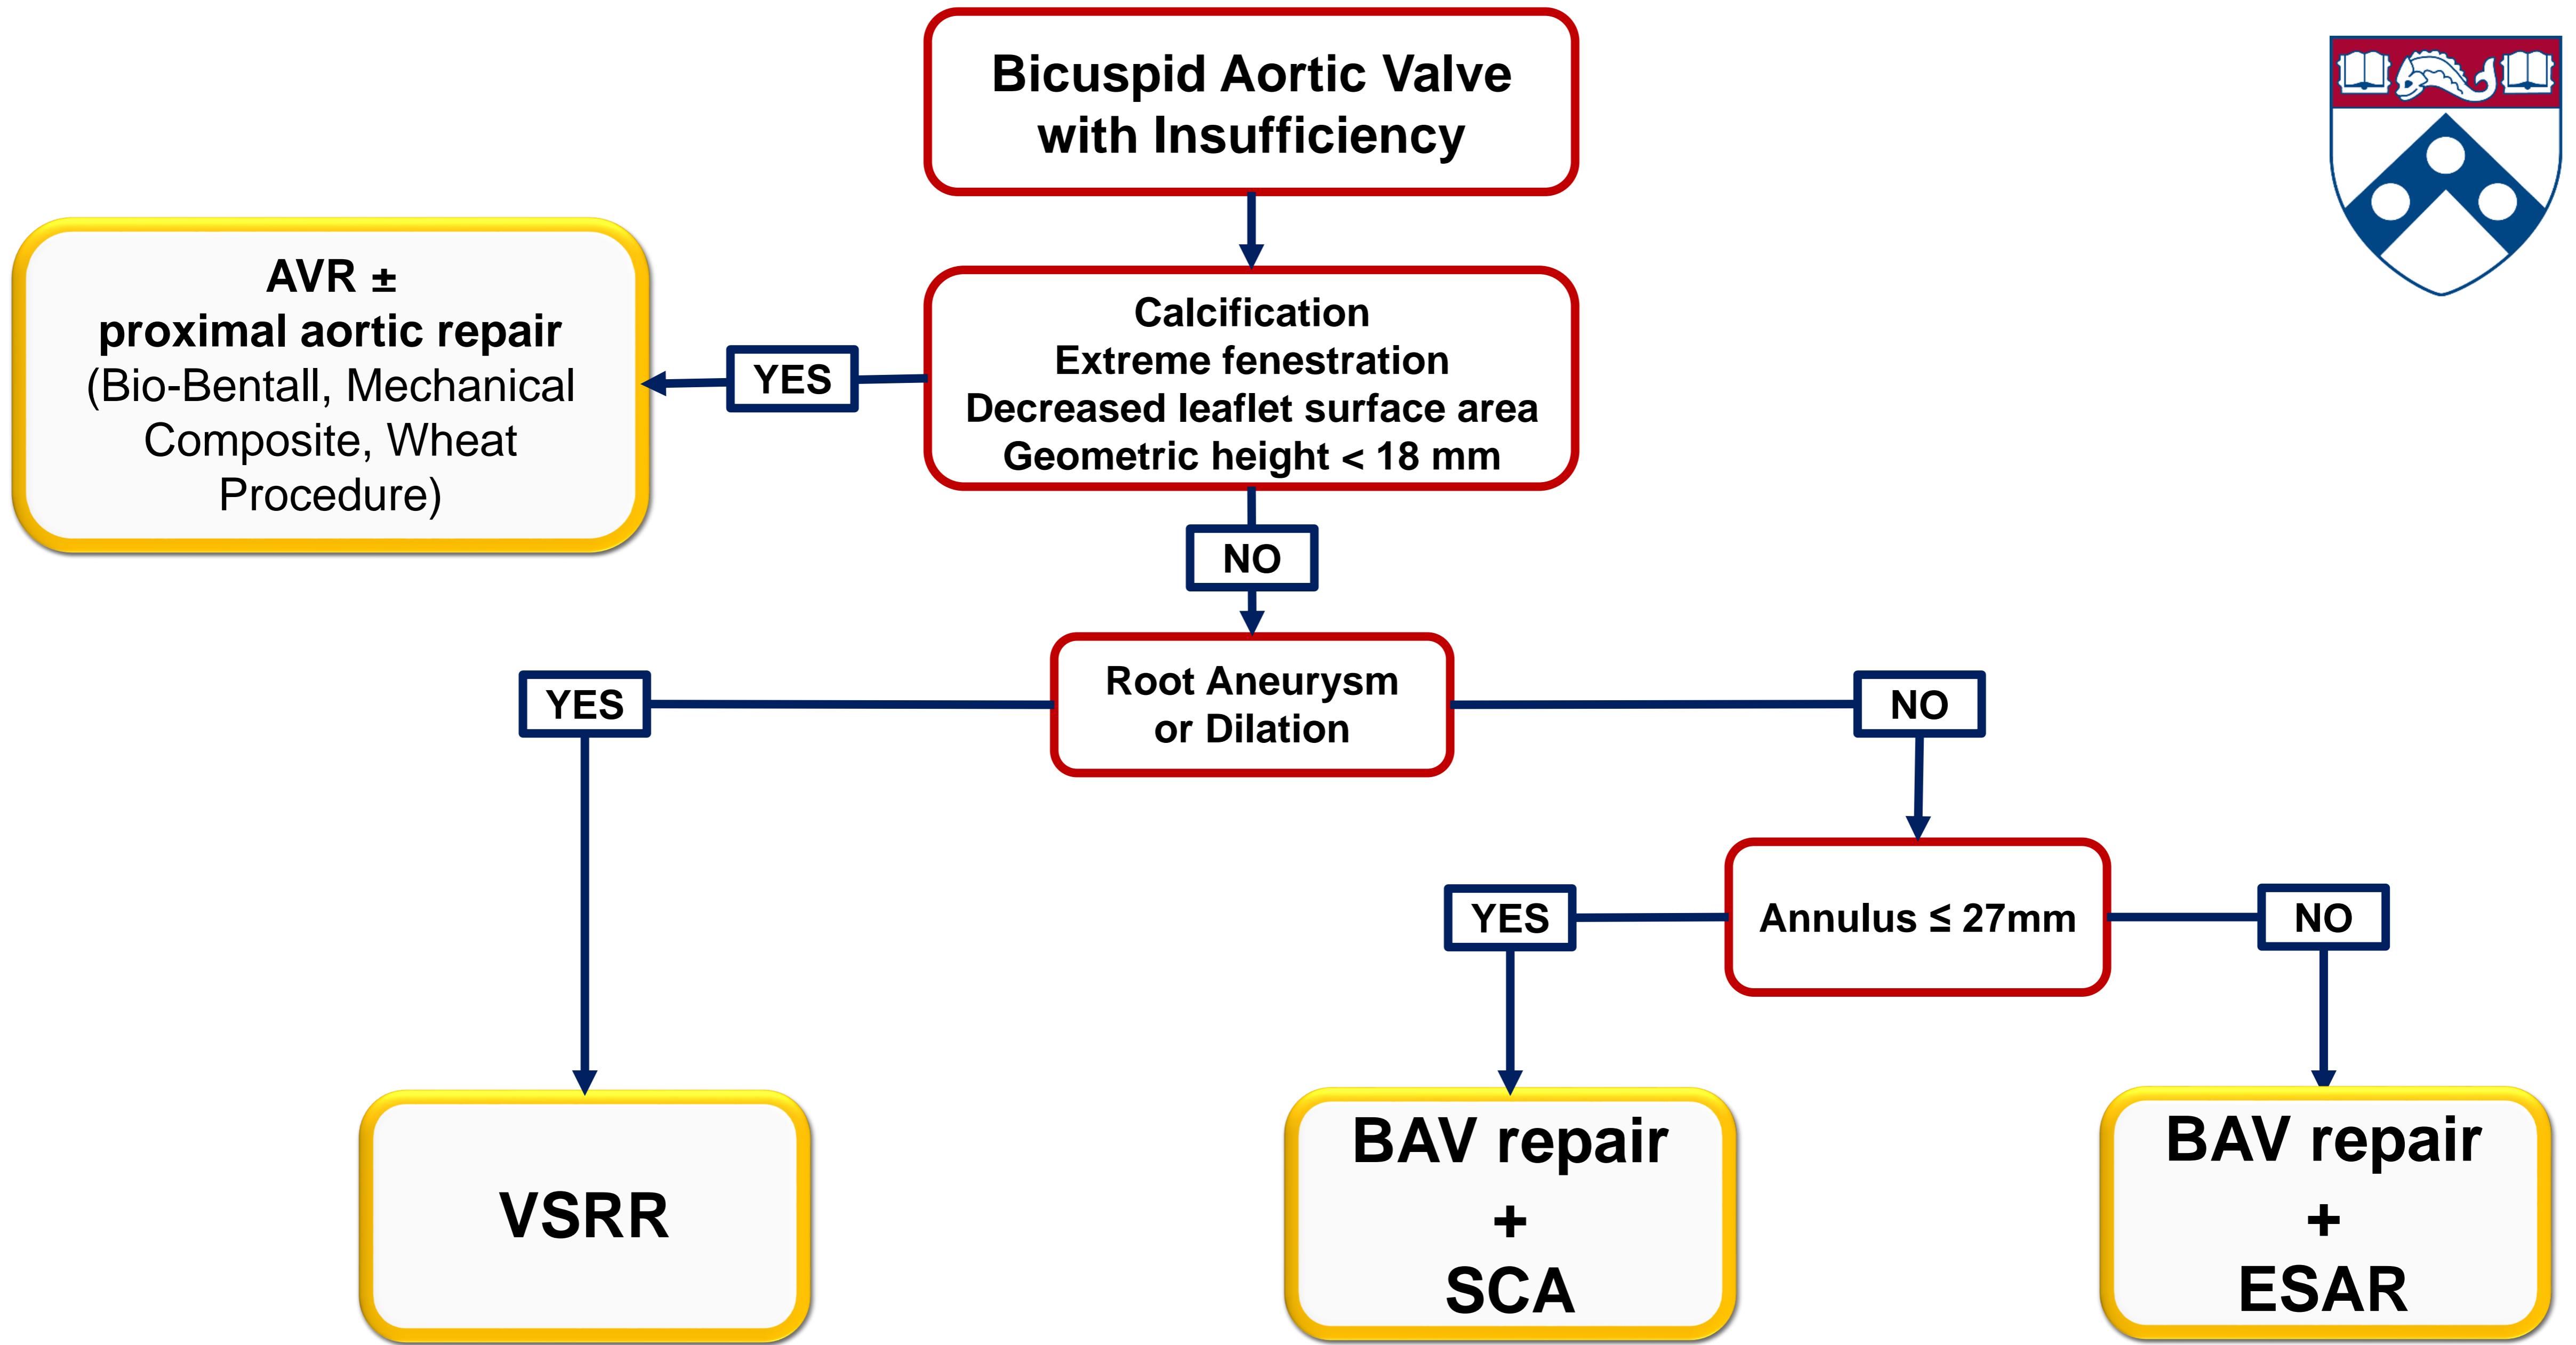 Bicuspid Aortic Valve
with Insufficiency
AVR ±
proximal aortic repair
(Bio-Bentall, Mechanical
Composite, Wheat
Procedure)
YES
Calcification
Extreme fenestration
Decreased leaflet surface area
Geometric height < 18 mm
NO
YES
Root Aneurysm
or Dilation
NO
YES
Annulus ≤ 27mm
NO
VSRR
BAV repair
+
SCA
BAV repair
+
ESAR